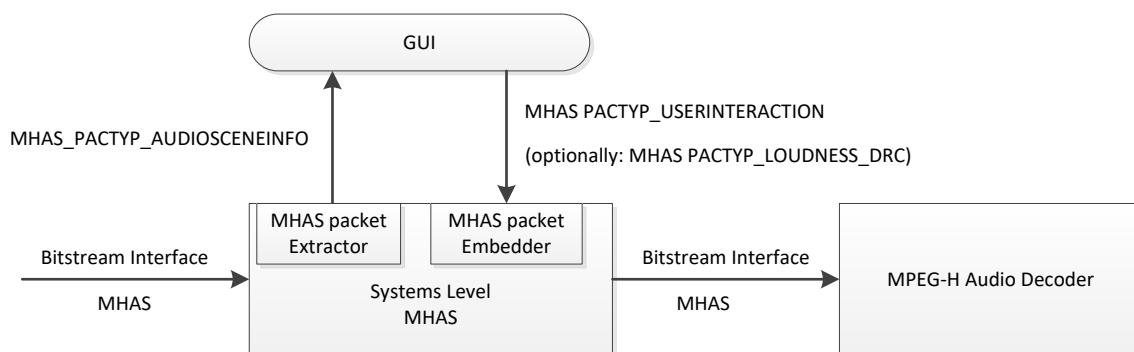 GUI
MHAS_PACTYP_AUDIOSCENEINFO
MHAS PACTYP_USERINTERACTION
(optionally: MHAS PACTYP_LOUDNESS_DRC)
MHAS packet
Extractor
MHAS packet
Embedder
Bitstream Interface
MHAS
Systems Level
MHAS
Bitstream Interface
MHAS
MPEG-H Audio Decoder